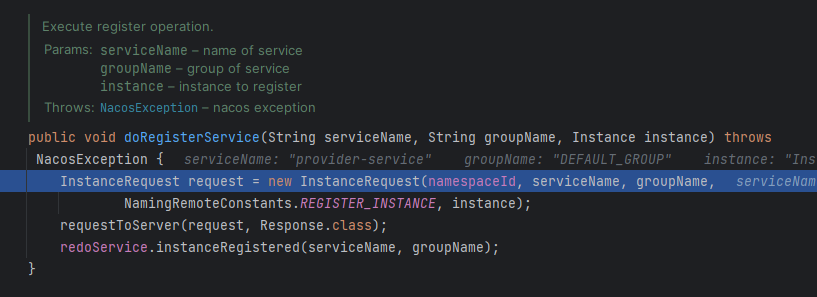 Execute register operation.
Params: serviceName – name of service
groupName – group of service
instance – instance to register
Throws: NacosException – nacos exception
public void doRegisterService(String serviceName, String groupName, Instance instance) throws
NacosException { serviceName: "provider-service" groupName: "DEFAULT_GROUP" instance: "Ins
InstanceRequest request = new InstanceRequest(namespaceId, serviceName, groupName, serviceNam
NamingRemoteConstants.REGISTER_INSTANCE, instance);
requestToServer(request, Response.class);
redoService.instanceRegistered(serviceName, groupName);
}